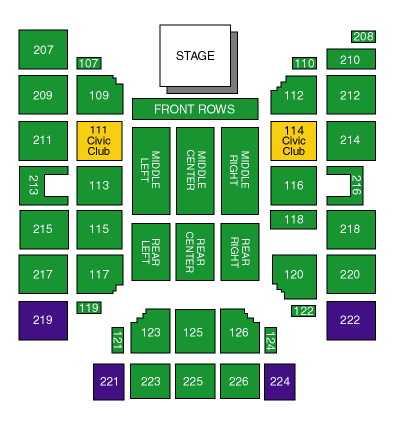 208
207
STAGE
210
107
110
209
109
112
212
FRONT ROWS
211
111
Civic
Club
114
Civic
Club
214
MIDDLE
LEFT
MIDDLE
CENTER
MIDDLE
RIGHT
213
113
116
216
215
115
118
218
REAR
LEFT
REAR
CENTER
REAR
RIGHT
217
117
120
220
219
119
122
222
121
123
125
126
124
221
223
225
226
224